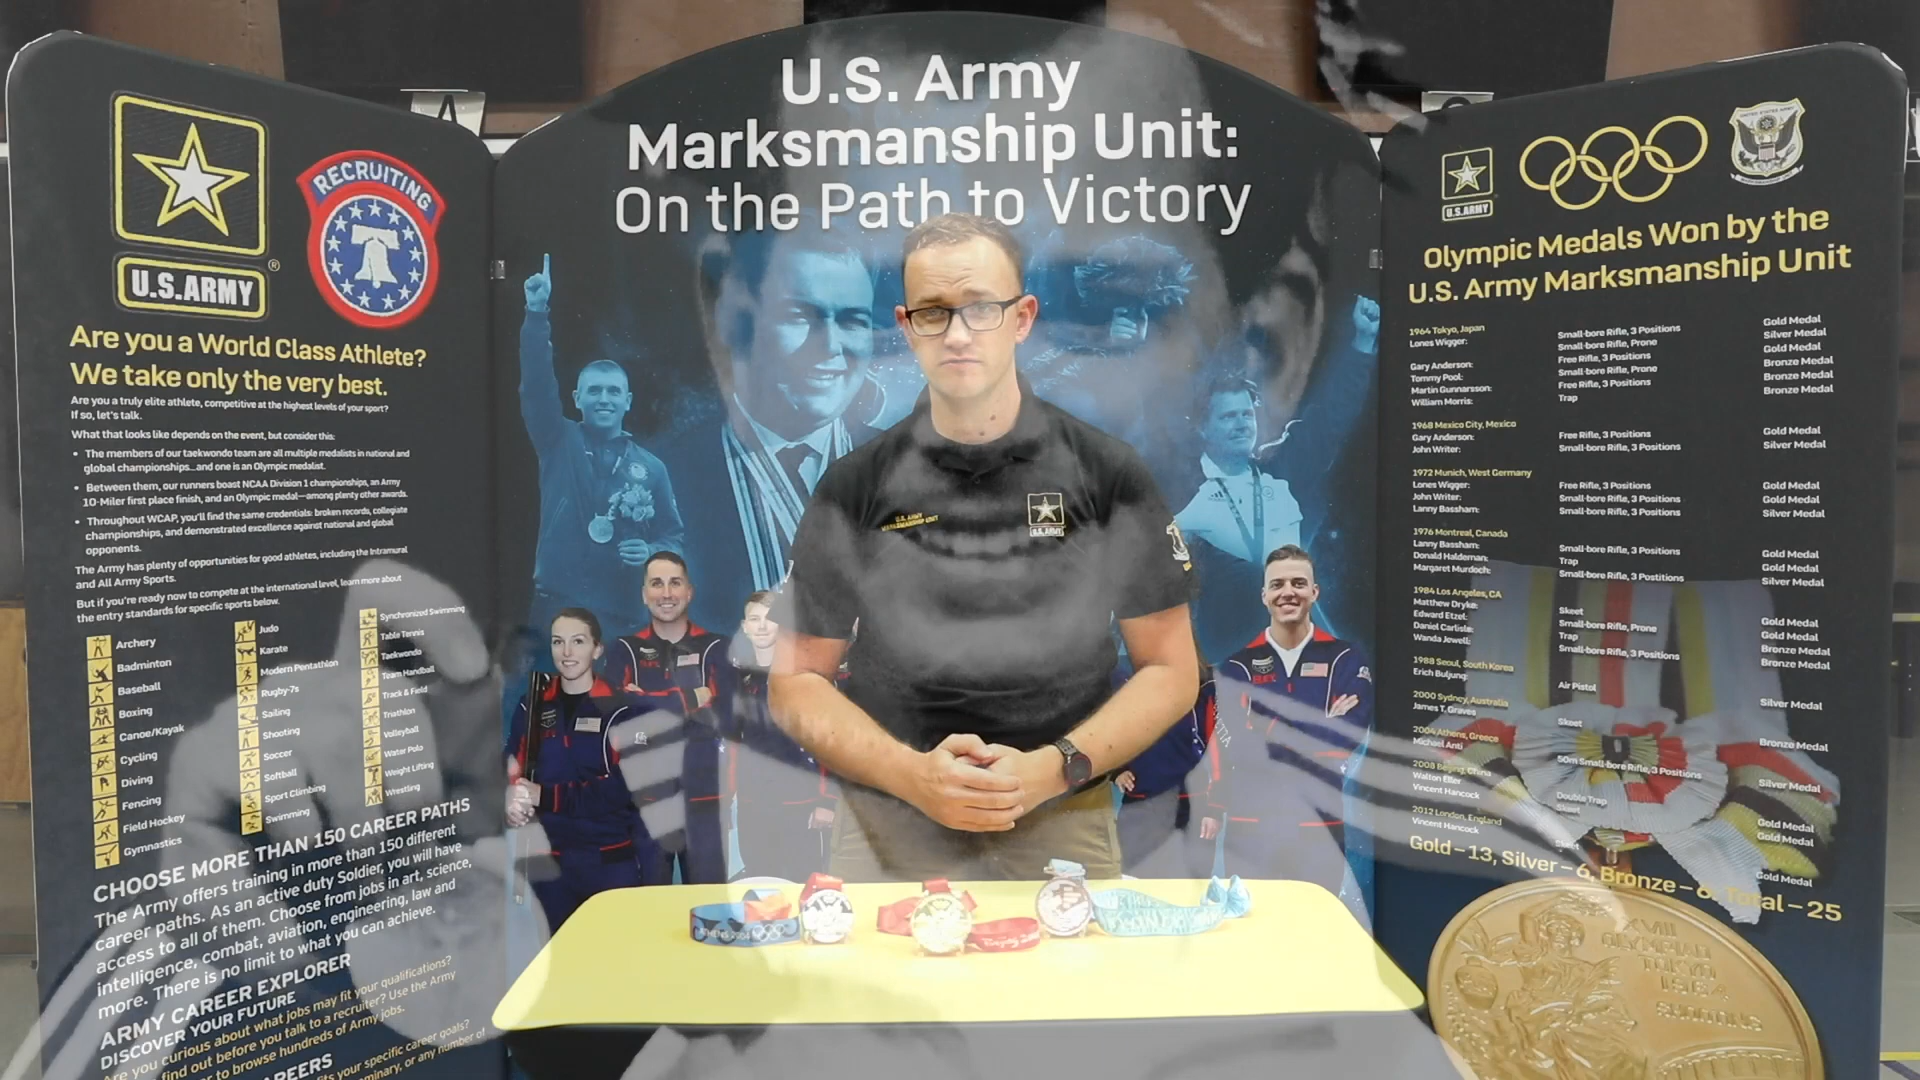 U.S. Army
Marksmanship Unit:
On the Path to Victory
A
RECRUITING
U.S.ARMY
®
Are you a World Class Athlete?
We take only the very best.
Are you a truly elite athlete, competitive at the highest levels of your sport?
If so, let's talk.
What that looks like depends on the event, but consider this:
• The members of our taekwondo team are all multiple medalists in national and
global championships...and one is an Olympic medalist.
• Between them, our runners boast NCAA Division 1 championships, an Army
10-Miler first place finish, and an Olympic medal—among plenty other awards.
• Throughout WCAP, you'll find the same credentials: broken records, collegiate
championships, and demonstrated excellence against national and global
opponents.
The Army has plenty of opportunities for good athletes, including the Intramural
and All Army Sports.
But if you're ready now to compete at the international level, learn more about
the entry standards for specific sports below.
Archery
Badminton
Baseball
Boxing
Canoe/Kayak
Cycling
Diving
Fencing
Field Hockey
Gymnastics
Judo
Karate
Modern Pentathlon
Rugby-7s
Sailing
Shooting
Soccer
Softball
Sport Climbing
Swimming
Synchronized Swimming
Table Tennis
Taekwondo
Team Handball
Track & Field
Triathlon
Volleyball
Water Polo
Weight Lifting
Wrestling
CHOOSE MORE THAN 150 CAREER PATHS
The Army offers training in more than 150 different
career paths. As an active duty Soldier, you will have
access to all of them. Choose from jobs in art, science,
intelligence, combat, aviation, engineering, law and
more. There is no limit to what you can achieve.
ARMY CAREER EXPLORER
DISCOVER YOUR FUTURE
Are you curious about what jobs may fit your qualifications?
find out before you talk to a recruiter? Use the Army
to browse hundreds of Army jobs.
your specific career goals?
or any number of
U.S. ARMY
MARKSMANSHIP UNIT
U.S.ARMY
ATHENS 2004
U.S.ARMY
Olympic Medals Won by the
U.S. Army Marksmanship Unit
1964 Tokyo, Japan
Lones Wigger: Small-bore Rifle, 3 Positions Gold Medal
Small-bore Rifle, Prone Silver Medal
Gary Anderson: Free Rifle, 3 Positions Gold Medal
Tommy Pool: Small-bore Rifle, Prone Bronze Medal
Martin Gunnarsson: Free Rifle, 3 Positions Bronze Medal
William Morris: Trap Bronze Medal
1968 Mexico City, Mexico
Gary Anderson: Free Rifle, 3 Positions Gold Medal
John Writer: Small-bore Rifle, 3 Positions Silver Medal
1972 Munich, West Germany
Lones Wigger: Free Rifle, 3 Positions Gold Medal
John Writer: Small-bore Rifle, 3 Positions Gold Medal
Lanny Bassham: Small-bore Rifle, 3 Positions Silver Medal
1976 Montreal, Canada
Lanny Bassham: Small-bore Rifle, 3 Positions Gold Medal
Donald Haldeman: Trap Gold Medal
Margaret Murdoch: Small-bore Rifle, 3 Postitions Silver Medal
1984 Los Angeles, CA
Matthew Dryke: Skeet Gold Medal
Edward Etzel: Small-bore Rifle, Prone Gold Medal
Daniel Carlisle: Trap Bronze Medal
Wanda Jewell: Small-bore Rifle, 3 Positions Bronze Medal
1988 Seoul, South Korea
Erich Buljung: Air Pistol Silver Medal
2000 Sydney, Australia
James T. Graves Skeet Bronze Medal
2004 Athens, Greece
Michael Anti 50m Small-bore Rifle, 3 Positions Silver Medal
2008 Beijing, China
Walton Eller Double Trap Gold Medal
Vincent Hancock Skeet Gold Medal
2012 London, England
Vincent Hancock Skeet Gold Medal
Gold – 13, Silver – 6, Bronze – 6, Total – 25
XVIII
OLYMPIAD
TOKYO
1964
SHOOTING